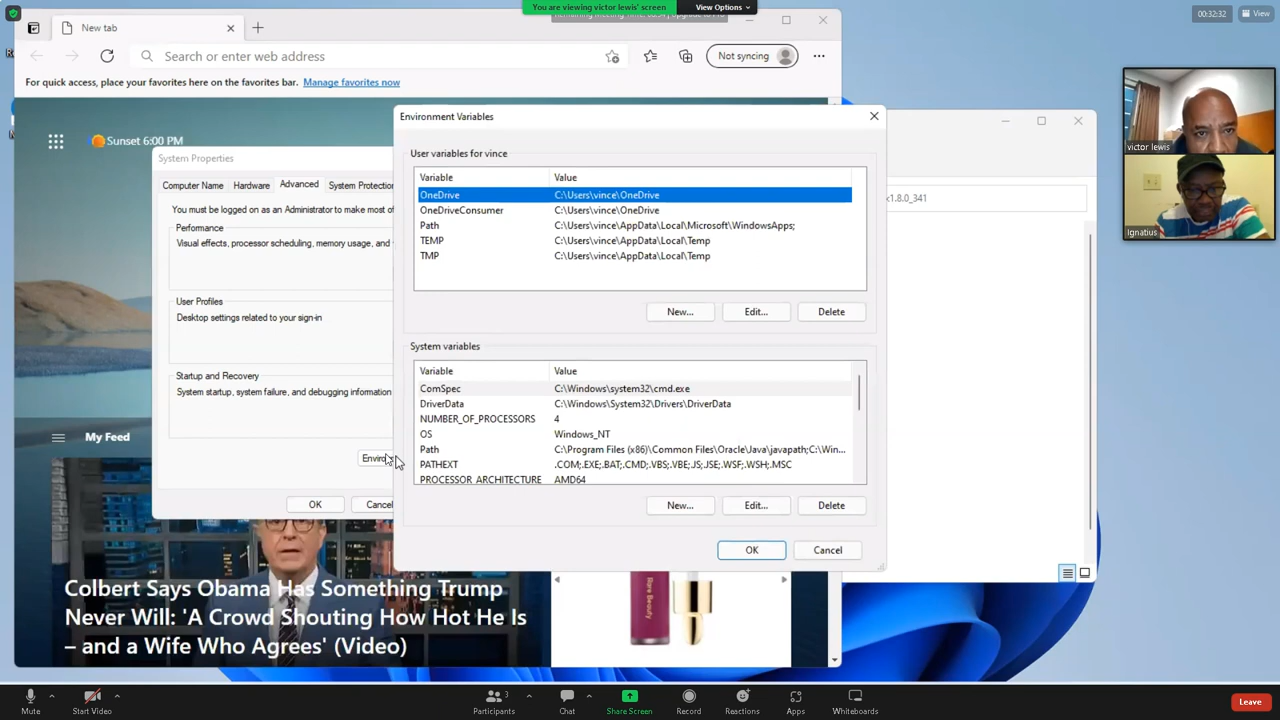 You are viewing victor lewis' screen
View Options
00:32:32
View
New tab
Search or enter web address
Not syncing
For quick access, place your favorites here on the favorites bar.
Manage favorites now
Sunset 6:00 PM
System Properties
Computer Name
Hardware
Advanced
System Protection
You must be logged on as an Administrator to make most of
Performance
Visual effects, processor scheduling, memory usage, and
User Profiles
Desktop settings related to your sign-in
Startup and Recovery
System startup, system failure, and debugging information
OK
Cancel
Environment Variables
User variables for vince
Variable Value
OneDrive C:\Users\vince\OneDrive
OneDriveConsumer C:\Users\vince\OneDrive
Path C:\Users\vince\AppData\Local\Microsoft\WindowsApps;
TEMP C:\Users\vince\AppData\Local\Temp
TMP C:\Users\vince\AppData\Local\Temp
New... Edit... Delete
System variables
Variable Value
ComSpec C:\Windows\system32\cmd.exe
DriverData C:\Windows\System32\Drivers\DriverData
NUMBER_OF_PROCESSORS 4
OS Windows_NT
Path C:\Program Files (x86)\Common Files\Oracle\Java\javapath;C:\Win...
PATHEXT .COM;.EXE;.BAT;.CMD;.VBS;.VBE;.JS;.JSE;.WSF;.WSH;.MSC
PROCESSOR_ARCHITECTURE AMD64
New... Edit... Delete
OK Cancel
1.8.0_341
victor lewis
Ignatius
My Feed
Colbert Says Obama Has Something Trump
Never Will: 'A Crowd Shouting How Hot He Is
– and a Wife Who Agrees' (Video)
Rare Beauty
Mute
Start Video
Participants
3
Chat
Share Screen
Record
Reactions
Apps
Whiteboards
Leave